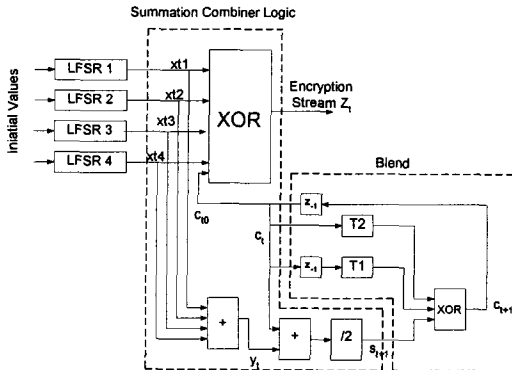 Summation Combiner Logic
Iniatial Values
LFSR 1
LFSR 2
LFSR 3
LFSR 4
xt1
xt2
xt3
xt4
XOR
Encryption
Stream Zt
Blend
Ct0
Ct
z-1
T2
z-1
T1
XOR
Ct+1
+
yt
+
/2
St+1